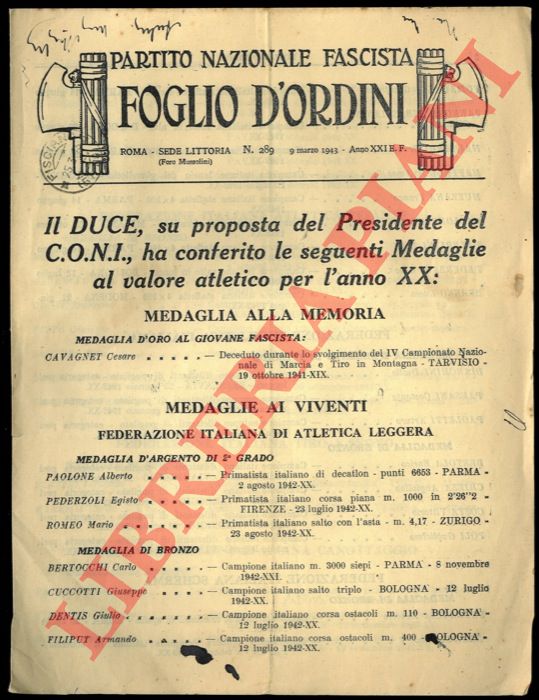 PARTITO NAZIONALE FASCISTA
FOGLIO D'ORDINI
ROMA - SEDE LITTORIA N. 289 9 marzo 1943 - Anno XXI E. F.
(Foro Mussolini)
Il DUCE, su proposta del Presidente del
C.O.N.I., ha conferito le seguenti Medaglie
al valore atletico per l'anno XX:
MEDAGLIA ALLA MEMORIA
MEDAGLIA D'ORO AL GIOVANE FASCISTA:
CAVAGNET Cesare . . . . . — Deceduto durante lo svolgimento del IV Campionato Nazio-
nale di Marcia e Tiro in Montagna - TARVISIO -
19 ottobre 1941-XIX.
MEDAGLIE AI VIVENTI
FEDERAZIONE ITALIANA DI ATLETICA LEGGERA
MEDAGLIA D'ARGENTO DI 2° GRADO
PAOLONE Alberto . . . . . — Primatista italiano di decatlon - punti 6653 - PARMA -
2 agosto 1942-XX.
PEDERZOLI Egisto . . . . . — Primatista italiano corsa piana m. 1000 in 2'26"2 -
FIRENZE - 23 luglio 1942-XX.
ROMEO Mario . . . . . — Primatista italiano salto con l'asta - m. 4,17 - ZURIGO -
23 agosto 1942-XX.
MEDAGLIA DI BRONZO
BERTOCCHI Carlo . . . . . — Campione italiano m. 3000 siepi - PARMA - 8 novembre
1942-XXI.
CUCCOTTI Giuseppe . . . . . — Campione italiano salto triplo - BOLOGNA - 12 luglio
1942-XX.
DENTIS Giulio . . . . . — Campione italiano corsa ostacoli m. 110 - BOLOGNA -
12 luglio 1942-XX.
FILIPUT Armando . . . . . — Campione italiano corsa ostacoli m. 400 - BOLOGNA -
12 luglio 1942-XX.
LIBRERIA PIANI